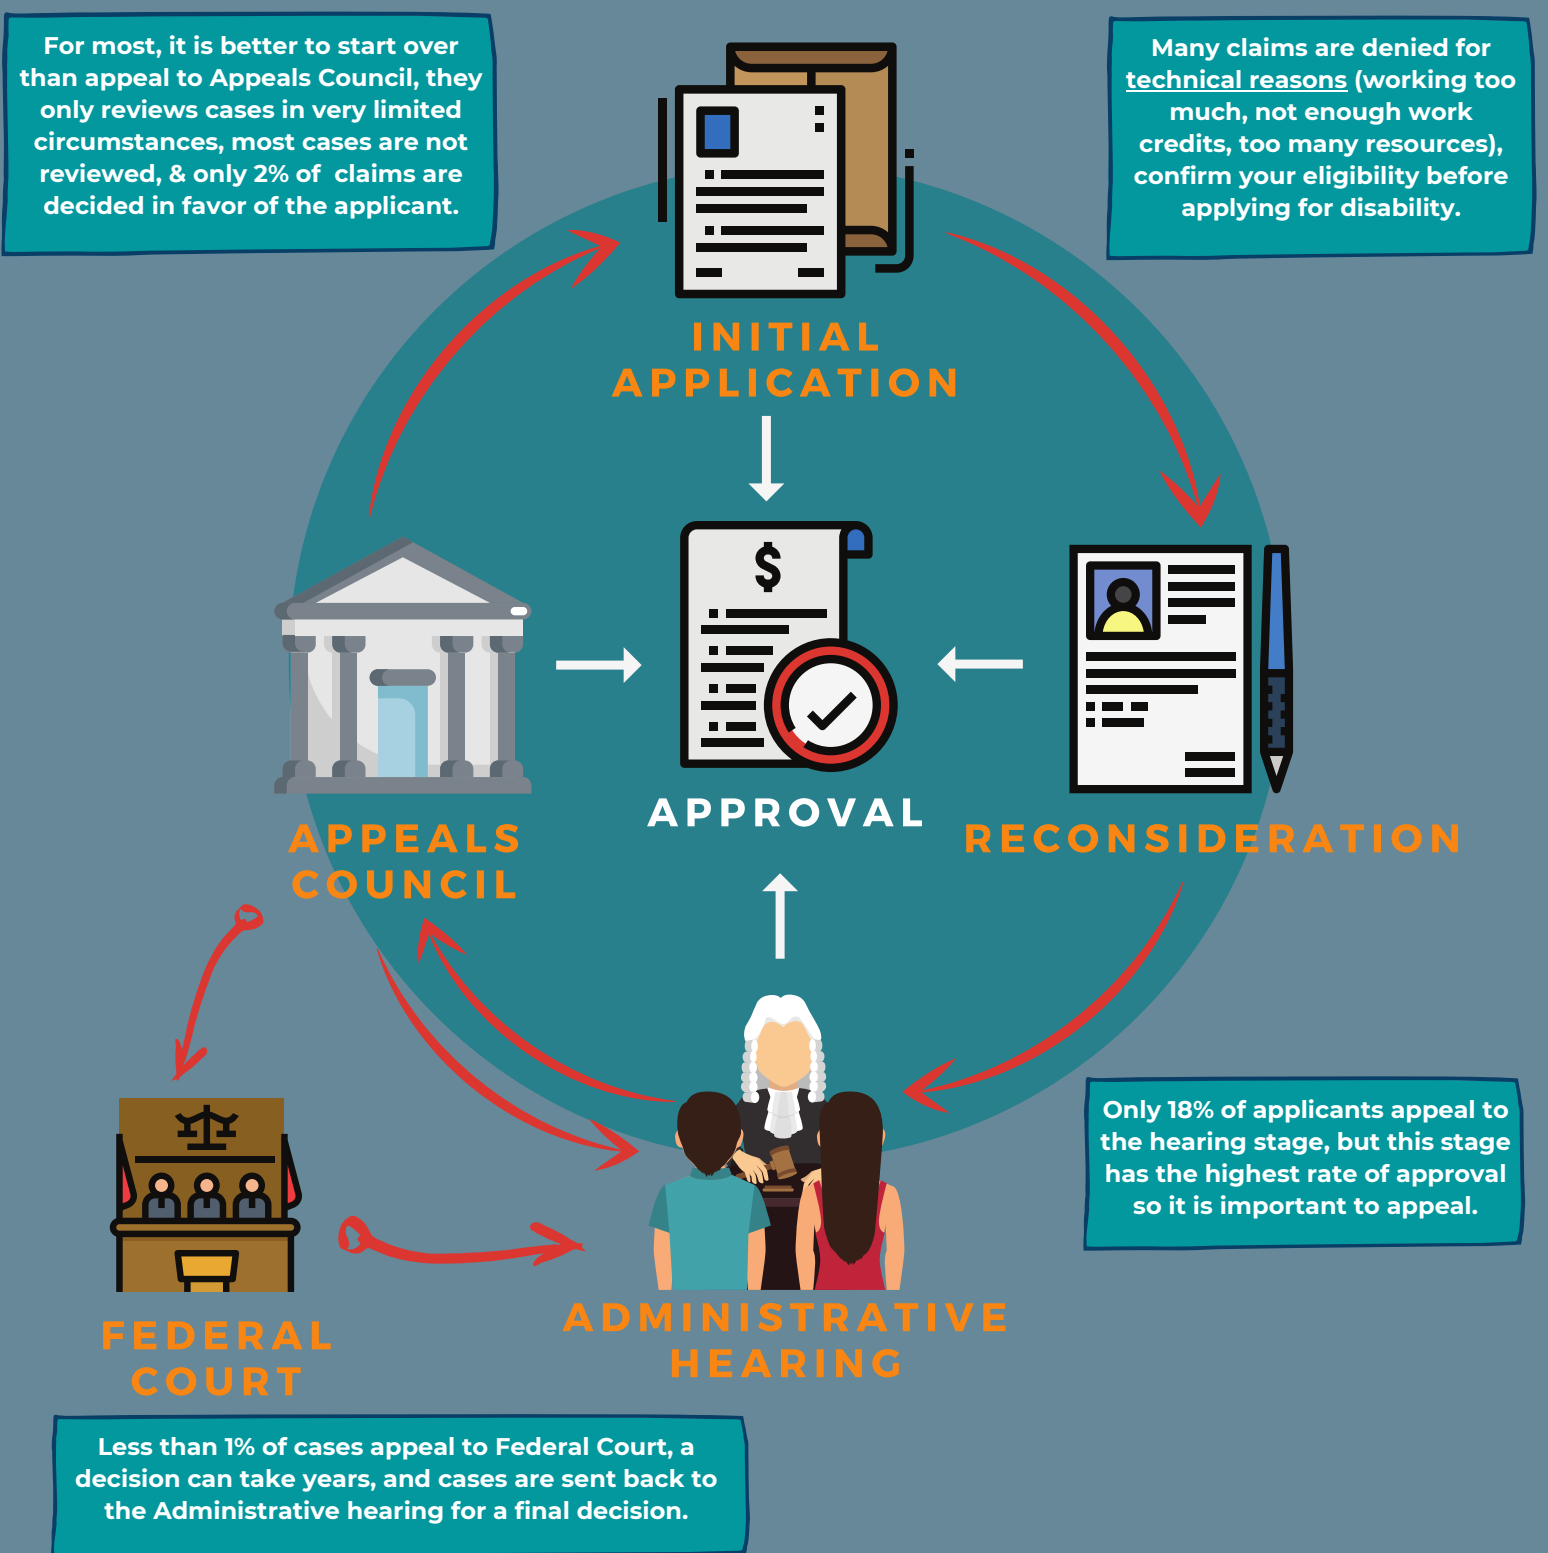 For most, it is better to start over
than appeal to Appeals Council, they
only reviews cases in very limited
circumstances, most cases are not
reviewed, & only 2% of claims are
decided in favor of the applicant.
Many claims are denied for
technical reasons (working too
much, not enough work
credits, too many resources),
confirm your eligibility before
applying for disability.
INITIAL
APPLICATION
$
APPROVAL
RECONSIDERATION
APPEALS
COUNCIL
Only 18% of applicants appeal to
the hearing stage, but this stage
has the highest rate of approval
so it is important to appeal.
ADMINISTRATIVE
HEARING
FEDERAL
COURT
Less than 1% of cases appeal to Federal Court, a
decision can take years, and cases are sent back to
the Administrative hearing for a final decision.